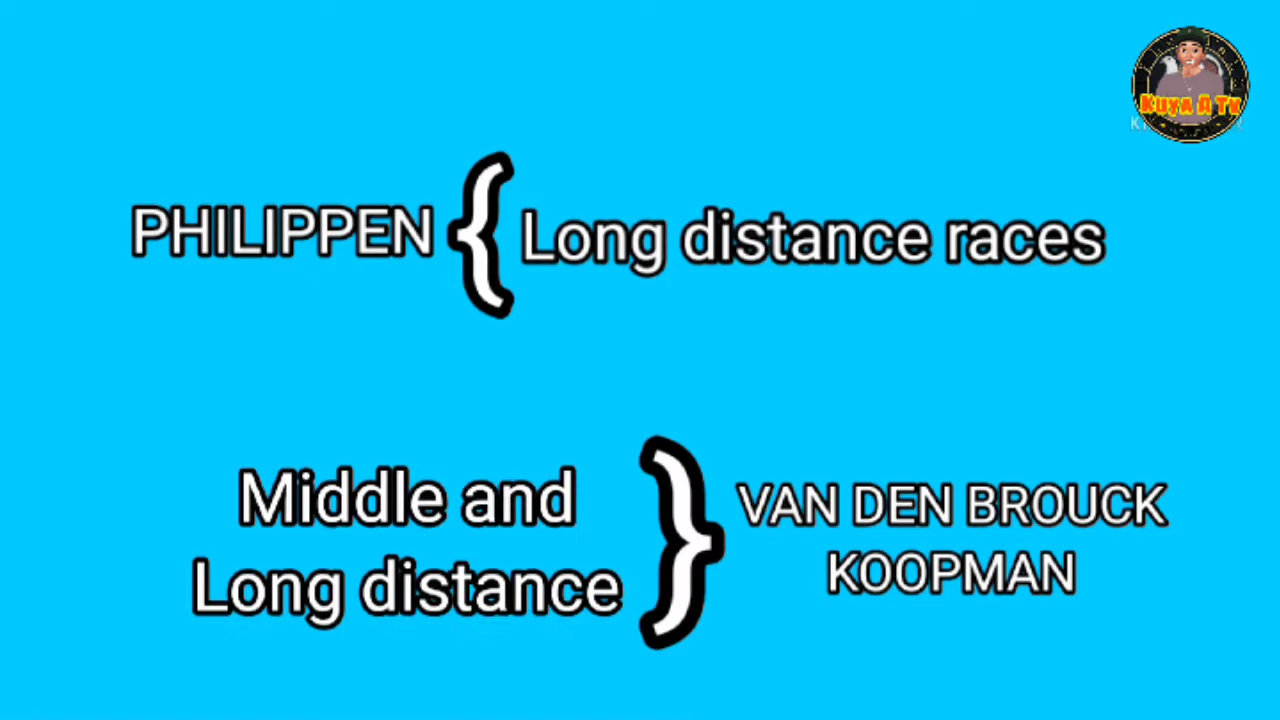 Kuya A Tv
PHILIPPEN { Long distance races
Middle and
Long distance
} VAN DEN BROUCK
KOOPMAN